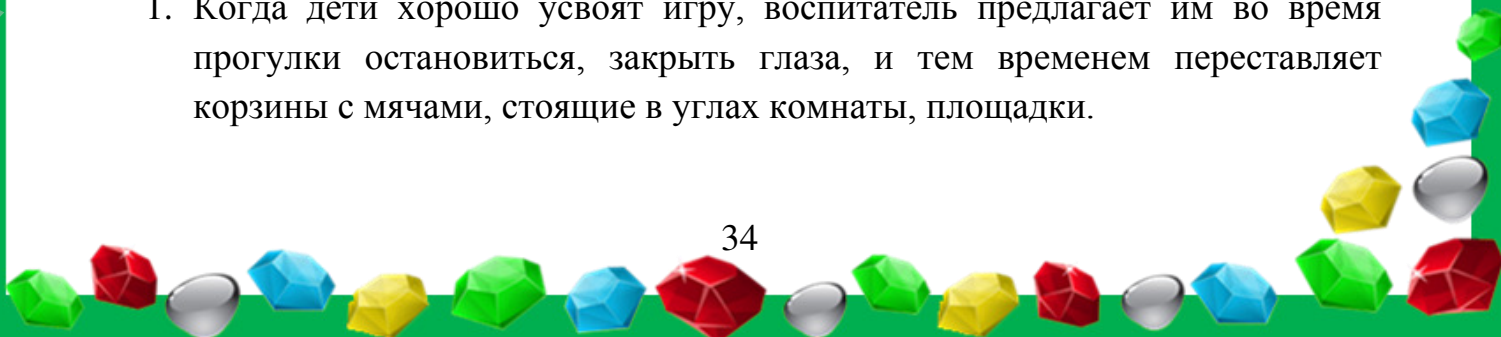 1. Когда дети хорошо усвоят игру, воспитатель предлагает им во время
прогулки остановиться, закрыть глаза, и тем временем переставляет
корзины с мячами, стоящие в углах комнаты, площадки.
34